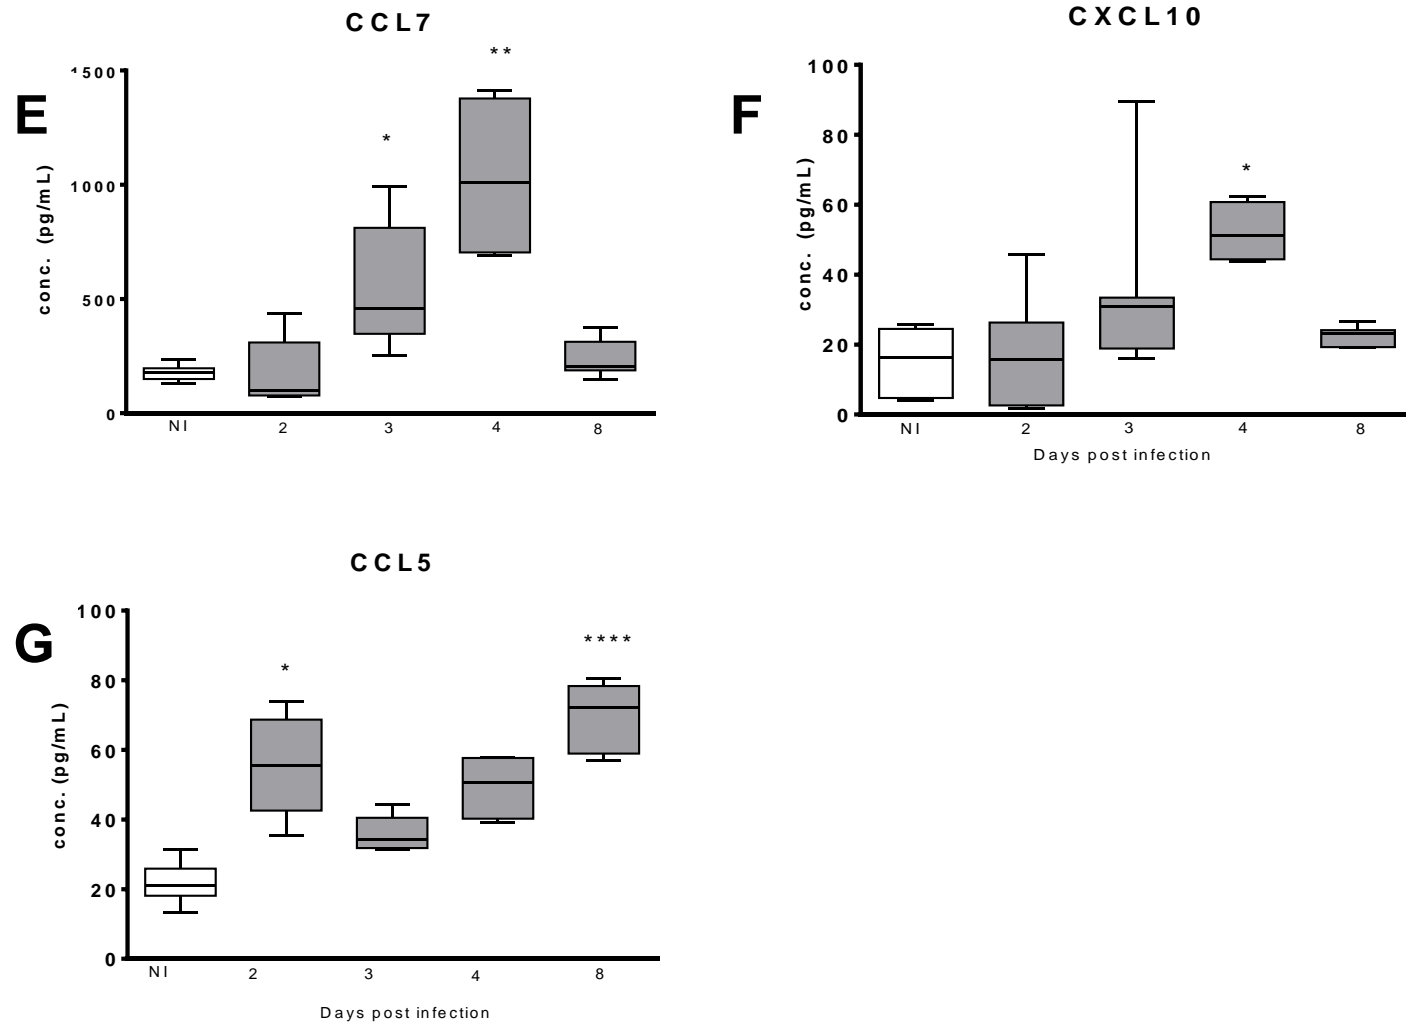 CCL7
**
1500
E
*
1000
conc. (pg/mL)
500
0
NI 2 3 4 8
CXCL10
100
F
80
*
60
conc. (pg/mL)
40
20
0
NI 2 3 4 8
Days post infection
CCL5
100
G
****
*
80
60
conc. (pg/mL)
40
20
0
NI 2 3 4 8
Days post infection